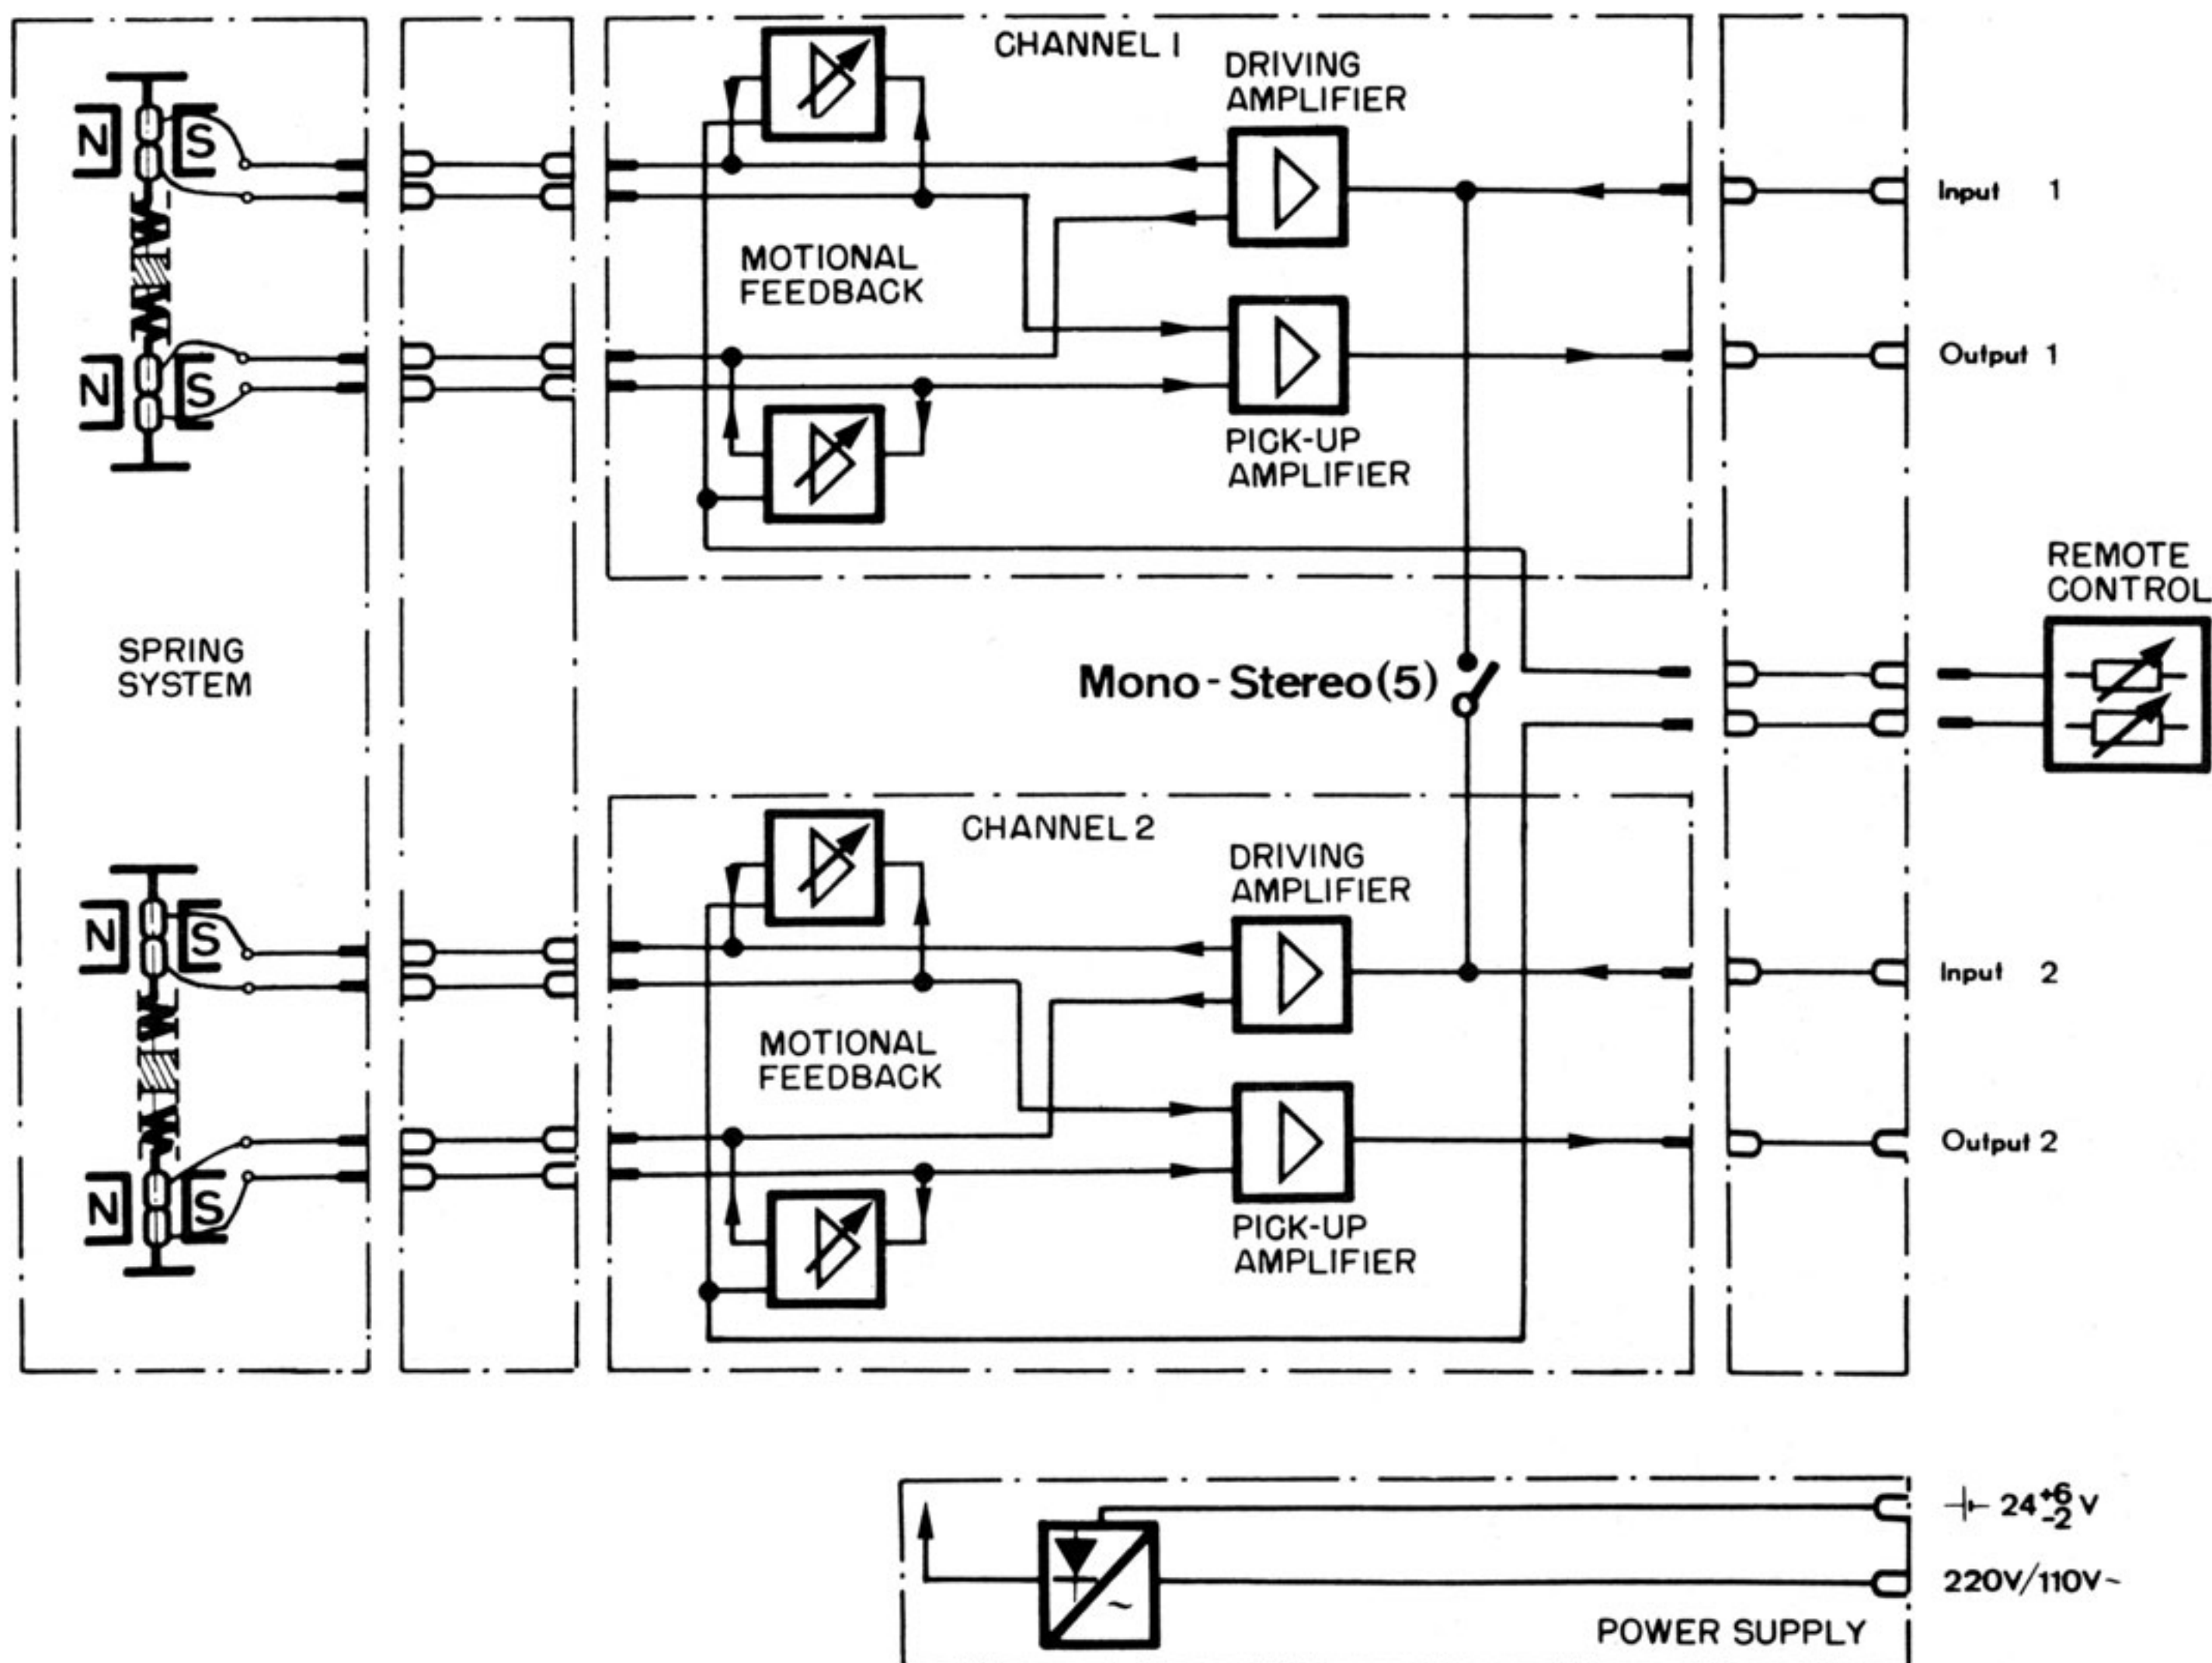 CHANNEL 1
DRIVING
AMPLIFIER
N
S
Input 1
MOTIONAL
FEEDBACK
Output 1
N
S
PICK-UP
AMPLIFIER
REMOTE
CONTROL
SPRING
SYSTEM
Mono - Stereo (5)
CHANNEL 2
DRIVING
AMPLIFIER
N
S
Input 2
MOTIONAL
FEEDBACK
Output 2
N
S
PICK-UP
AMPLIFIER
24 +6 -2 V
220V/110V~
~
POWER SUPPLY